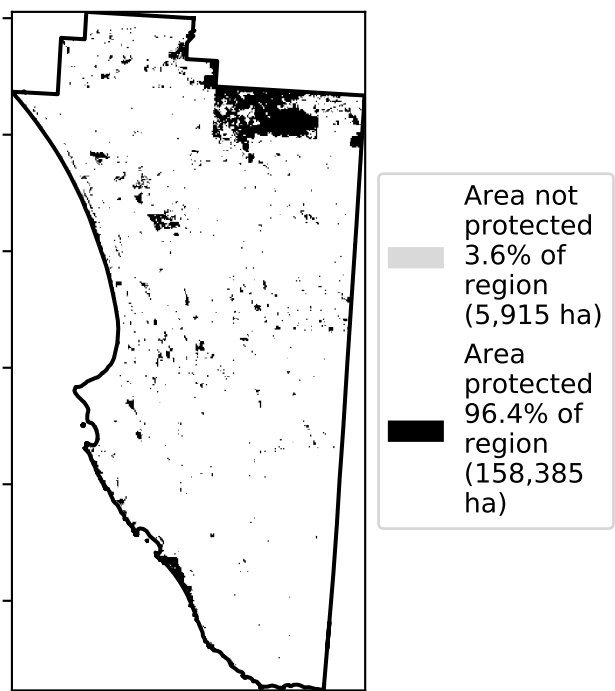 Area not
protected
3.6% of
region
(5,915 ha)
Area
protected
96.4% of
region
(158,385
ha)